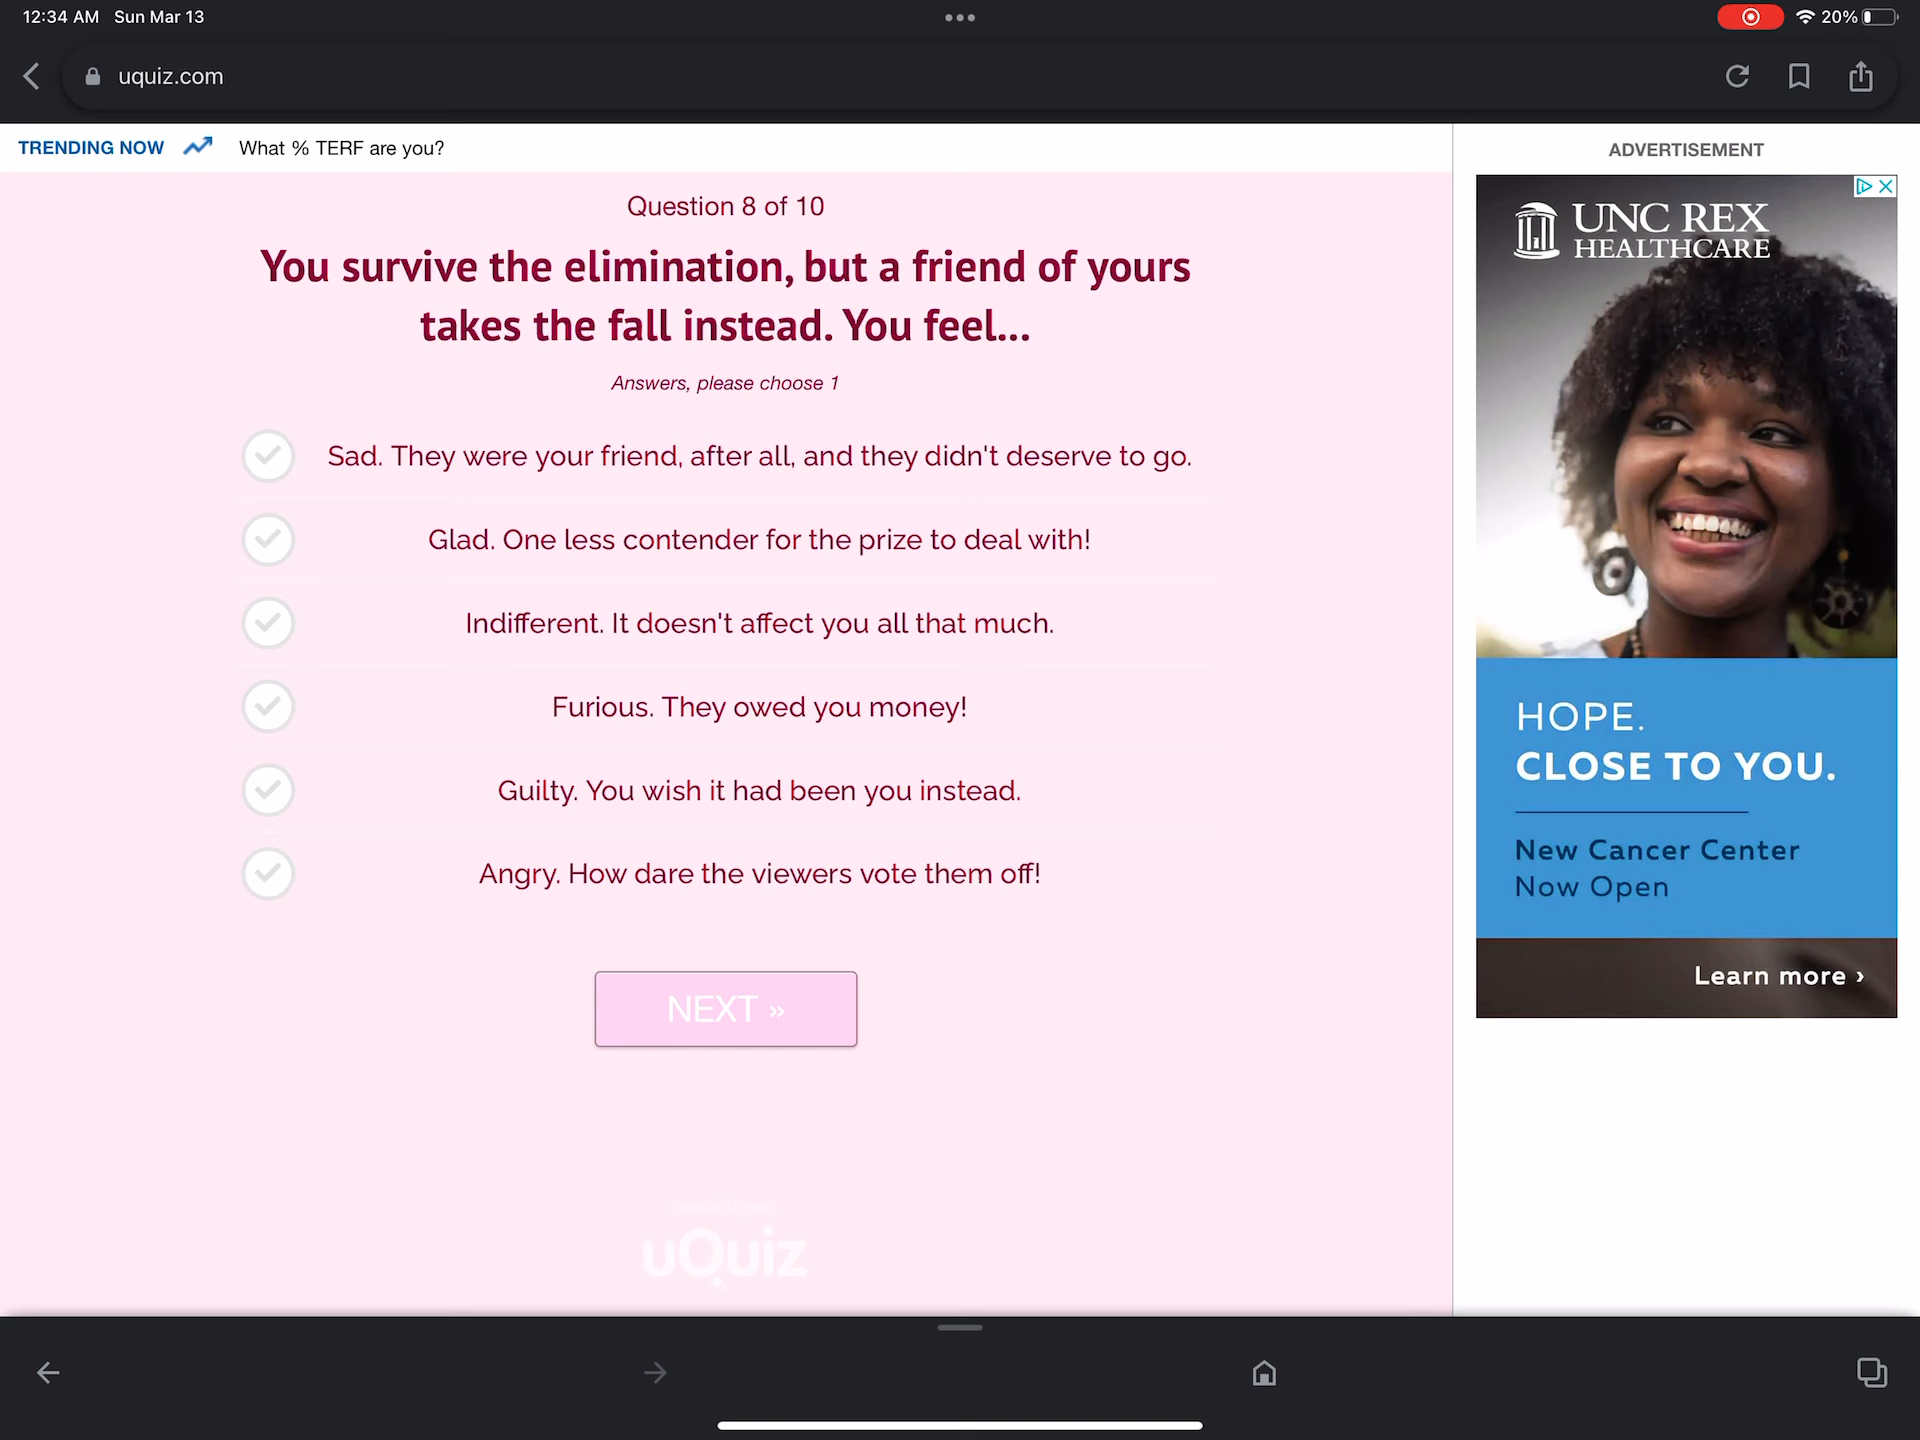 12:34 AM Sun Mar 13
20%
uquiz.com
TRENDING NOW What % TERF are you?
ADVERTISEMENT
Question 8 of 10
You survive the elimination, but a friend of yours
takes the fall instead. You feel...
Answers, please choose 1
Sad. They were your friend, after all, and they didn't deserve to go.
Glad. One less contender for the prize to deal with!
Indifferent. It doesn't affect you all that much.
Furious. They owed you money!
Guilty. You wish it had been you instead.
Angry. How dare the viewers vote them off!
NEXT »
uQuiz
UNC REX
HEALTHCARE
HOPE.
CLOSE TO YOU.
New Cancer Center
Now Open
Learn more ›